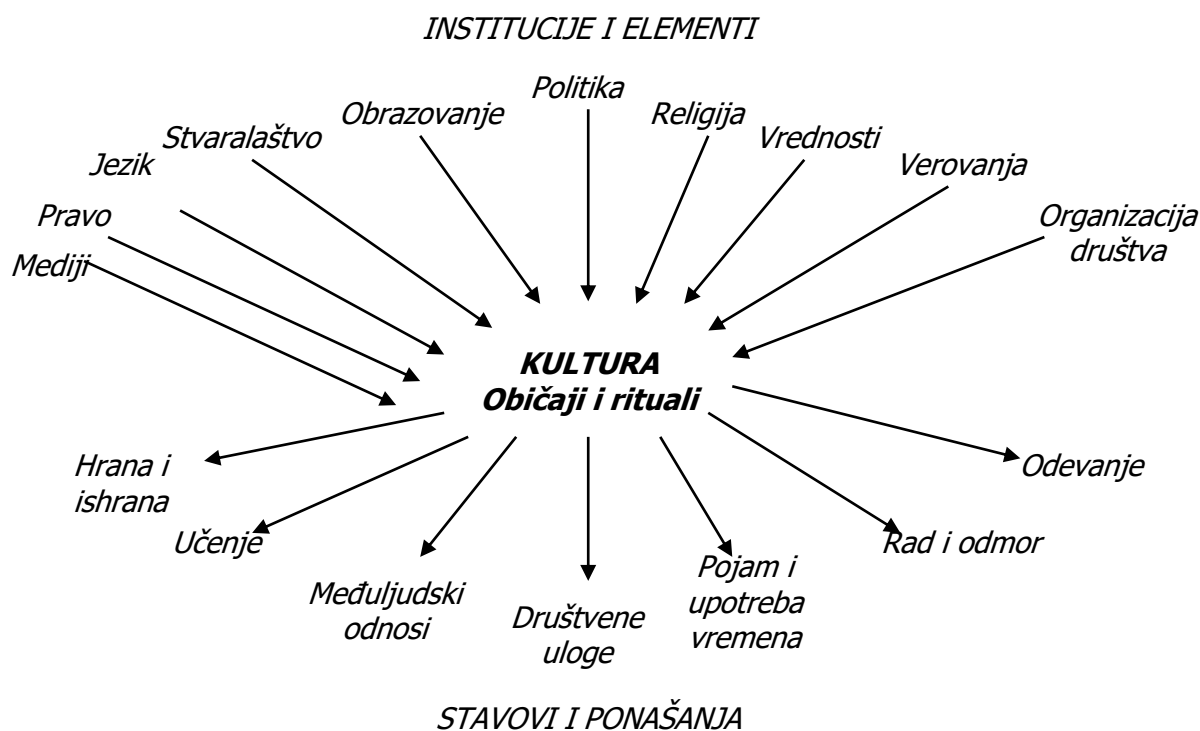 INSTITUCIJE I ELEMENTI
Politika
Obrazovanje
Religija
Stvaralaštvo
Vrednosti
Jezik
Verovanja
Pravo
Organizacija
društva
Mediji
KULTURA
Običaji i rituali
Hrana i
ishrana
Odevanje
Učenje
Rad i odmor
Međuljudski
odnosi
Društvene
uloge
Pojam i
upotreba
vremena
STAVOVI I PONAŠANJA